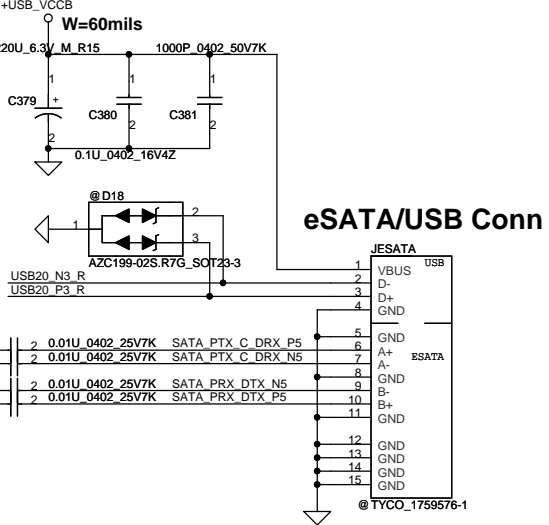 +USB_VCCB
W=60mils
20U_6.3V_M_R15
1000P_0402_50V7K
1
1
1
C379
+
C380
C381
2
2
2
0.1U_0402_16V4Z
@D18
1
2
3
AZC199-02S.R7G_SOT23-3
eSATA/USB Conn
JESATA
USB20_N3_R
USB20_P3_R
1 VBUS USB
2 D-
3 D+
4 GND
5 GND
2 0.01U_0402_25V7K SATA_PTX_C_DRX_P5 6 A+ ESATA
2 0.01U_0402_25V7K SATA_PTX_C_DRX_N5 7 A-
8 GND
2 0.01U_0402_25V7K SATA_PRX_DTX_N5 9 B-
2 0.01U_0402_25V7K SATA_PRX_DTX_P5 10 B+
11 GND
12 GND
13 GND
14 GND
15 GND
@TYCO_1759576-1